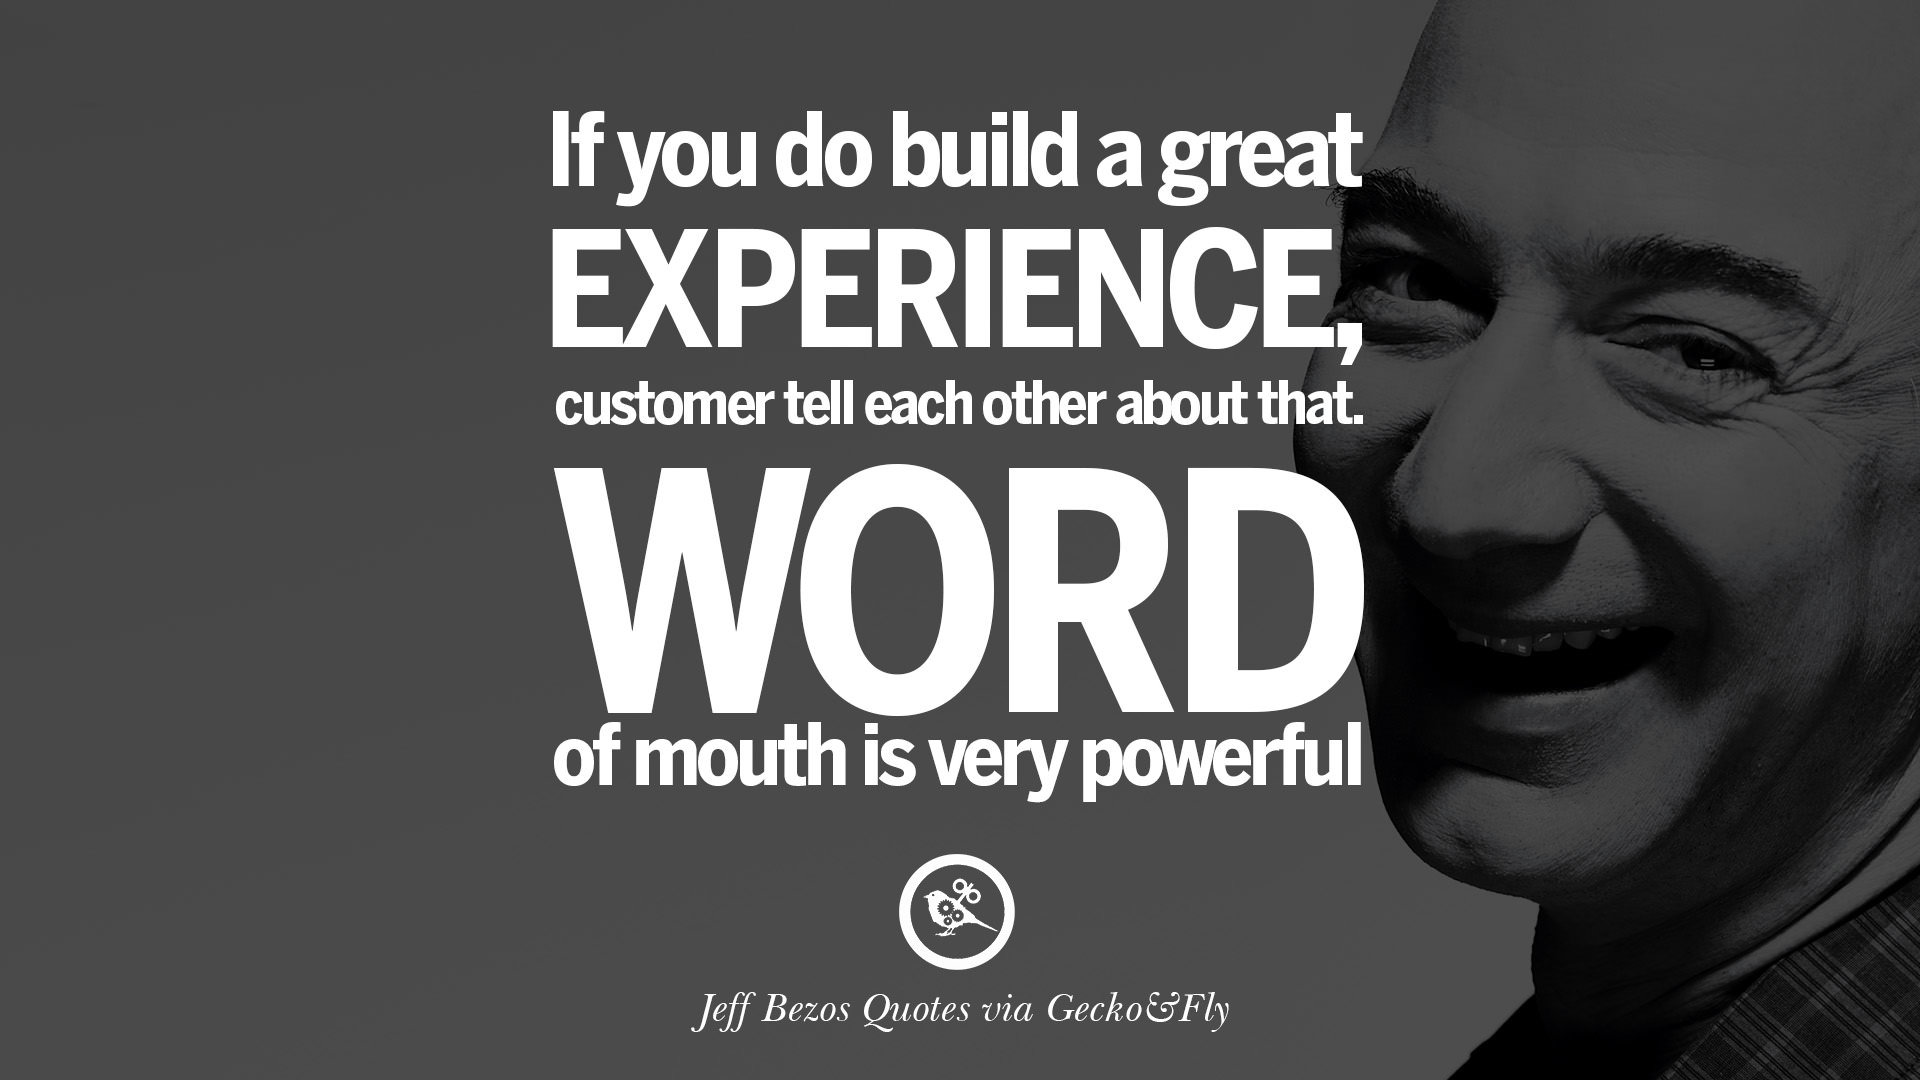 If you do build a great
EXPERIENCE,
customer tell each other about that.
WORD
of mouth is very powerful
Jeff Bezos Quotes via Gecko&Fly